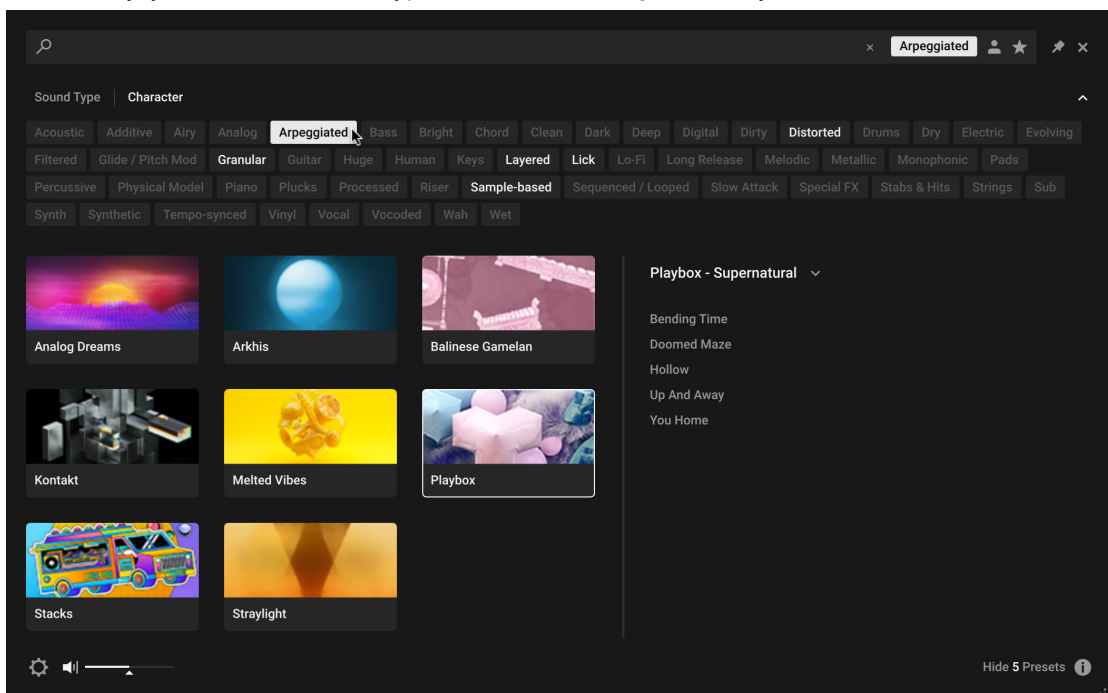 × Arpeggiated ×
Sound Type | Character
Acoustic Additive Airy Analog Arpeggiated Bass Bright Chord Clean Dark Deep Digital Dirty Distorted Drums Dry Electric Evolving
Filtered Glide / Pitch Mod Granular Guitar Huge Human Keys Layered Lick Lo-Fi Long Release Melodic Metallic Monophonic Pads
Percussive Physical Model Piano Plucks Processed Riser Sample-based Sequenced / Looped Slow Attack Special FX Stabs & Hits Strings Sub
Synth Synthetic Tempo-synced Vinyl Vocal Vocoded Wah Wet
Analog Dreams
Arkhis
Balinese Gamelan
Kontakt
Melted Vibes
Playbox
Stacks
Straylight
Playbox - Supernatural
Bending Time
Doomed Maze
Hollow
Up And Away
You Home
Hide 5 Presets